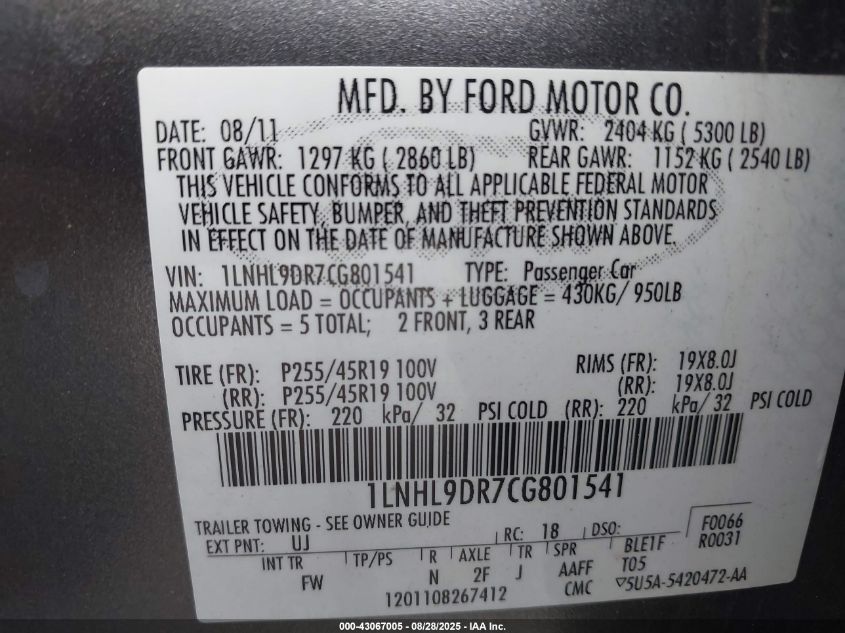 MFD. BY FORD MOTOR CO.
DATE: 08/11 GVWR: 2404 KG ( 5300 LB)
FRONT GAWR: 1297 KG ( 2860 LB) REAR GAWR: 1152 KG ( 2540 LB)
THIS VEHICLE CONFORMS TO ALL APPLICABLE FEDERAL MOTOR
VEHICLE SAFETY, BUMPER, AND THEFT PREVENTION STANDARDS
IN EFFECT ON THE DATE OF MANUFACTURE SHOWN ABOVE.
VIN: 1LNHL9DR7CG801541 TYPE: Passenger Car
MAXIMUM LOAD = OCCUPANTS + LUGGAGE = 430KG/ 950LB
OCCUPANTS = 5 TOTAL; 2 FRONT, 3 REAR
TIRE (FR): P255/45R19 100V RIMS (FR): 19X8.0J
(RR): P255/45R19 100V (RR): 19X8.0J
PRESSURE (FR): 220 kPa/ 32 PSI COLD (RR): 220 kPa/ 32 PSI COLD
1LNHL9DR7CG801541
TRAILER TOWING - SEE OWNER GUIDE
EXT PNT: UJ RC: 18 DSO: F0066
INT TR TP/PS R AXLE TR SPR BLE1F R0031
FW N 2F J AAFF T05
1201108267412 CMC 5U5A-5420472-AA
000-43067005 - 08/28/2025 - IAA Inc.